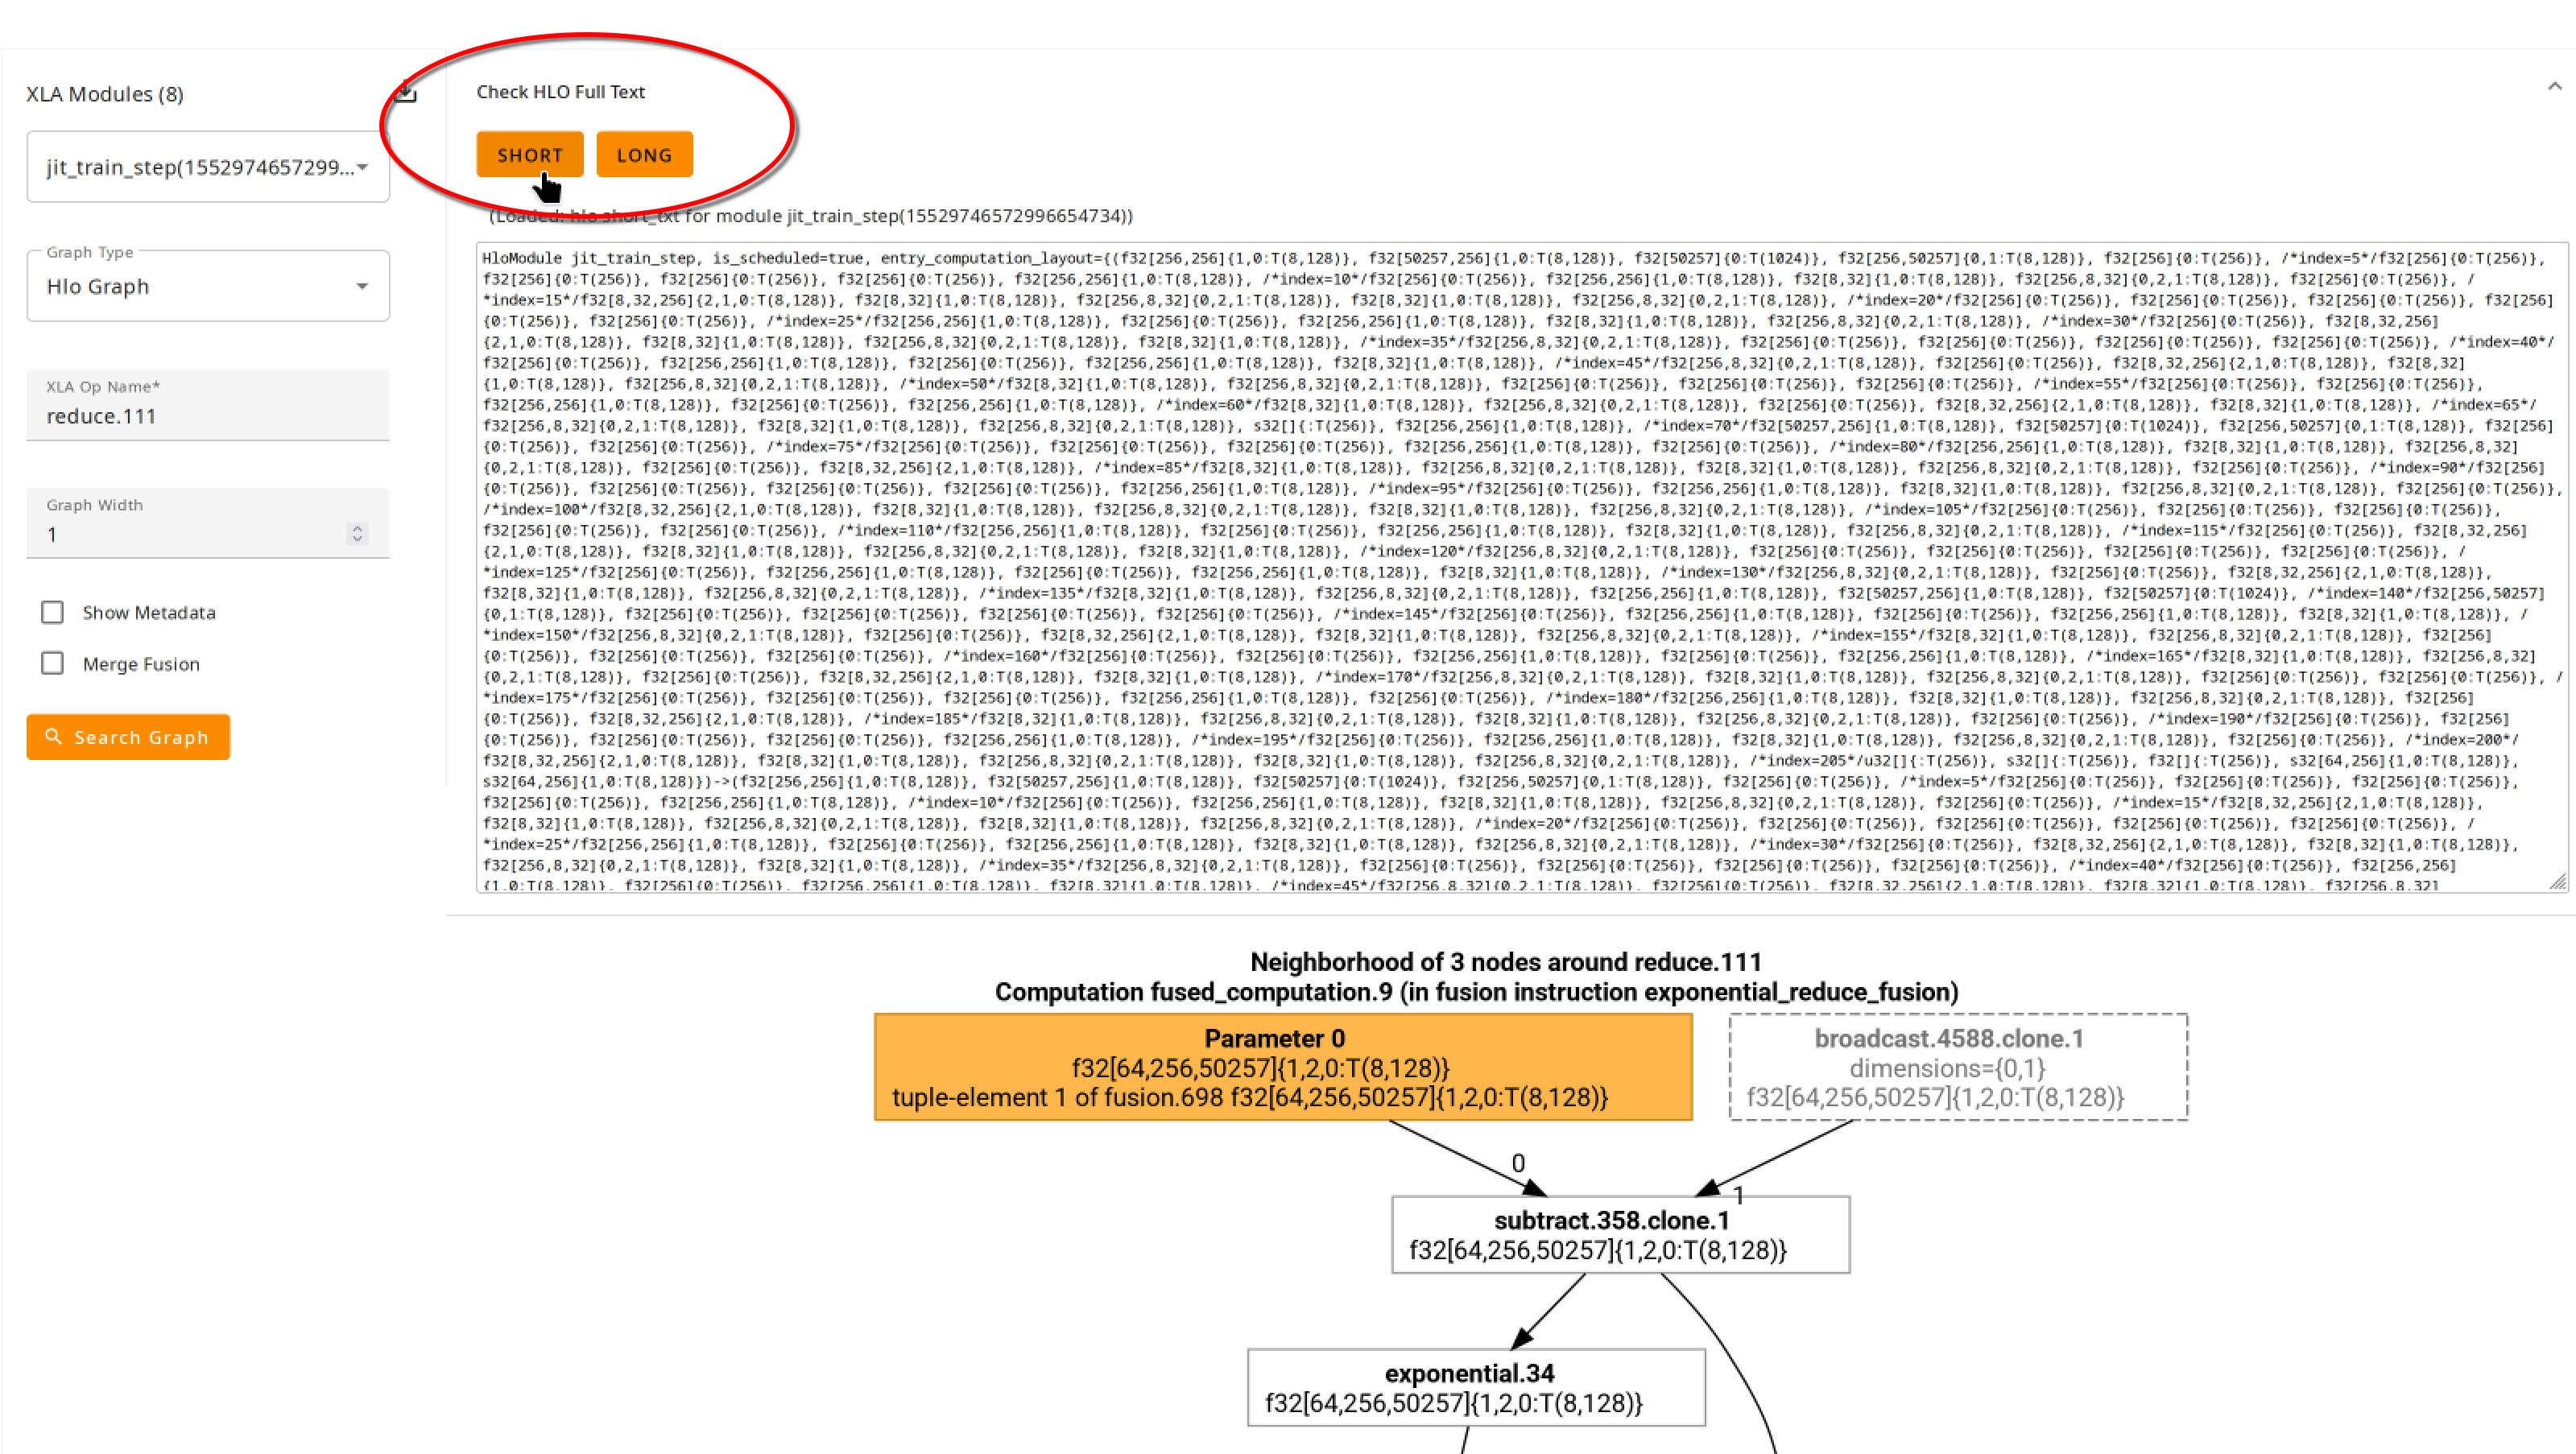 XLA Modules (8)
jit_train_step(1552974657299...
Graph Type
Hlo Graph
XLA Op Name*
reduce.111
Graph Width
1
Show Metadata
Merge Fusion
Search Graph
Check HLO Full Text
SHORT LONG
(Loaded: hlo short_txt for module jit_train_step(15529746572996654734))
HloModule jit_train_step, is_scheduled=true, entry_computation_layout={(f32[256,256]{1,0:T(8,128)}, f32[50257,256]{1,0:T(8,128)}, f32[50257]{0:T(1024)}, f32[256,50257]{0,1:T(8,128)}, f32[256]{0:T(256)}, /*index=5*/f32[256]{0:T(256)},
f32[256]{0:T(256)}, f32[256]{0:T(256)}, f32[256]{0:T(256)}, f32[256,256]{1,0:T(8,128)}, /*index=10*/f32[256]{0:T(256)}, f32[256,256]{1,0:T(8,128)}, f32[8,32]{1,0:T(8,128)}, f32[256,8,32]{0,2,1:T(8,128)}, f32[256]{0:T(256)}, /
*index=15*/f32[8,32,256]{2,1,0:T(8,128)}, f32[8,32]{1,0:T(8,128)}, f32[256,8,32]{0,2,1:T(8,128)}, f32[8,32]{1,0:T(8,128)}, f32[256,8,32]{0,2,1:T(8,128)}, /*index=20*/f32[256]{0:T(256)}, f32[256]{0:T(256)}, f32[256]{0:T(256)}, f32[256]
{0:T(256)}, f32[256]{0:T(256)}, /*index=25*/f32[256,256]{1,0:T(8,128)}, f32[256]{0:T(256)}, f32[256,256]{1,0:T(8,128)}, f32[8,32]{1,0:T(8,128)}, f32[256,8,32]{0,2,1:T(8,128)}, /*index=30*/f32[256]{0:T(256)}, f32[8,32,256]
{2,1,0:T(8,128)}, f32[8,32]{1,0:T(8,128)}, f32[256,8,32]{0,2,1:T(8,128)}, f32[8,32]{1,0:T(8,128)}, /*index=35*/f32[256,8,32]{0,2,1:T(8,128)}, f32[256]{0:T(256)}, f32[256]{0:T(256)}, f32[256]{0:T(256)}, f32[256]{0:T(256)}, /*index=40*/
f32[256]{0:T(256)}, f32[256,256]{1,0:T(8,128)}, f32[256]{0:T(256)}, f32[256,256]{1,0:T(8,128)}, f32[8,32]{1,0:T(8,128)}, /*index=45*/f32[256,8,32]{0,2,1:T(8,128)}, f32[256]{0:T(256)}, f32[8,32,256]{2,1,0:T(8,128)}, f32[8,32]
{1,0:T(8,128)}, f32[256,8,32]{0,2,1:T(8,128)}, /*index=50*/f32[8,32]{1,0:T(8,128)}, f32[256,8,32]{0,2,1:T(8,128)}, f32[256]{0:T(256)}, f32[256]{0:T(256)}, f32[256]{0:T(256)}, /*index=55*/f32[256]{0:T(256)}, f32[256]{0:T(256)},
f32[256,256]{1,0:T(8,128)}, f32[256]{0:T(256)}, f32[256,256]{1,0:T(8,128)}, /*index=60*/f32[8,32]{1,0:T(8,128)}, f32[256,8,32]{0,2,1:T(8,128)}, f32[256]{0:T(256)}, f32[8,32,256]{2,1,0:T(8,128)}, f32[8,32]{1,0:T(8,128)}, /*index=65*/
f32[256,8,32]{0,2,1:T(8,128)}, f32[8,32]{1,0:T(8,128)}, f32[256,8,32]{0,2,1:T(8,128)}, s32[]{:T(256)}, f32[256,256]{1,0:T(8,128)}, /*index=70*/f32[50257,256]{1,0:T(8,128)}, f32[50257]{0:T(1024)}, f32[256,50257]{0,1:T(8,128)}, f32[256]
{0:T(256)}, f32[256]{0:T(256)}, /*index=75*/f32[256]{0:T(256)}, f32[256]{0:T(256)}, f32[256]{0:T(256)}, f32[256,256]{1,0:T(8,128)}, f32[256]{0:T(256)}, /*index=80*/f32[256,256]{1,0:T(8,128)}, f32[8,32]{1,0:T(8,128)}, f32[256,8,32]
{0,2,1:T(8,128)}, f32[256]{0:T(256)}, f32[8,32,256]{2,1,0:T(8,128)}, /*index=85*/f32[8,32]{1,0:T(8,128)}, f32[256,8,32]{0,2,1:T(8,128)}, f32[8,32]{1,0:T(8,128)}, f32[256,8,32]{0,2,1:T(8,128)}, f32[256]{0:T(256)}, /*index=90*/f32[256]
{0:T(256)}, f32[256]{0:T(256)}, f32[256]{0:T(256)}, f32[256]{0:T(256)}, f32[256,256]{1,0:T(8,128)}, /*index=95*/f32[256]{0:T(256)}, f32[256,256]{1,0:T(8,128)}, f32[8,32]{1,0:T(8,128)}, f32[256,8,32]{0,2,1:T(8,128)}, f32[256]{0:T(256)},
/*index=100*/f32[8,32,256]{2,1,0:T(8,128)}, f32[8,32]{1,0:T(8,128)}, f32[256,8,32]{0,2,1:T(8,128)}, f32[8,32]{1,0:T(8,128)}, f32[256,8,32]{0,2,1:T(8,128)}, /*index=105*/f32[256]{0:T(256)}, f32[256]{0:T(256)}, f32[256]{0:T(256)},
f32[256]{0:T(256)}, f32[256]{0:T(256)}, /*index=110*/f32[256,256]{1,0:T(8,128)}, f32[256]{0:T(256)}, f32[256,256]{1,0:T(8,128)}, f32[8,32]{1,0:T(8,128)}, f32[256,8,32]{0,2,1:T(8,128)}, /*index=115*/f32[256]{0:T(256)}, f32[8,32,256]
{2,1,0:T(8,128)}, f32[8,32]{1,0:T(8,128)}, f32[256,8,32]{0,2,1:T(8,128)}, f32[8,32]{1,0:T(8,128)}, /*index=120*/f32[256,8,32]{0,2,1:T(8,128)}, f32[256]{0:T(256)}, f32[256]{0:T(256)}, f32[256]{0:T(256)}, f32[256]{0:T(256)}, /
*index=125*/f32[256]{0:T(256)}, f32[256,256]{1,0:T(8,128)}, f32[256]{0:T(256)}, f32[256,256]{1,0:T(8,128)}, f32[8,32]{1,0:T(8,128)}, /*index=130*/f32[256,8,32]{0,2,1:T(8,128)}, f32[256]{0:T(256)}, f32[8,32,256]{2,1,0:T(8,128)},
f32[8,32]{1,0:T(8,128)}, f32[256,8,32]{0,2,1:T(8,128)}, /*index=135*/f32[8,32]{1,0:T(8,128)}, f32[256,8,32]{0,2,1:T(8,128)}, f32[256,256]{1,0:T(8,128)}, f32[50257,256]{1,0:T(8,128)}, f32[50257]{0:T(1024)}, /*index=140*/f32[256,50257]
{0,1:T(8,128)}, f32[256]{0:T(256)}, f32[256]{0:T(256)}, f32[256]{0:T(256)}, f32[256]{0:T(256)}, /*index=145*/f32[256]{0:T(256)}, f32[256,256]{1,0:T(8,128)}, f32[256]{0:T(256)}, f32[256,256]{1,0:T(8,128)}, f32[8,32]{1,0:T(8,128)}, /
*index=150*/f32[256,8,32]{0,2,1:T(8,128)}, f32[256]{0:T(256)}, f32[8,32,256]{2,1,0:T(8,128)}, f32[8,32]{1,0:T(8,128)}, f32[256,8,32]{0,2,1:T(8,128)}, /*index=155*/f32[8,32]{1,0:T(8,128)}, f32[256,8,32]{0,2,1:T(8,128)}, f32[256]
{0:T(256)}, f32[256]{0:T(256)}, f32[256]{0:T(256)}, /*index=160*/f32[256]{0:T(256)}, f32[256]{0:T(256)}, f32[256,256]{1,0:T(8,128)}, f32[256]{0:T(256)}, f32[256,256]{1,0:T(8,128)}, /*index=165*/f32[8,32]{1,0:T(8,128)}, f32[256,8,32]
{0,2,1:T(8,128)}, f32[256]{0:T(256)}, f32[8,32,256]{2,1,0:T(8,128)}, f32[8,32]{1,0:T(8,128)}, /*index=170*/f32[256,8,32]{0,2,1:T(8,128)}, f32[8,32]{1,0:T(8,128)}, f32[256,8,32]{0,2,1:T(8,128)}, f32[256]{0:T(256)}, f32[256]{0:T(256)}, /
*index=175*/f32[256]{0:T(256)}, f32[256]{0:T(256)}, f32[256]{0:T(256)}, f32[256,256]{1,0:T(8,128)}, f32[256]{0:T(256)}, /*index=180*/f32[256,256]{1,0:T(8,128)}, f32[8,32]{1,0:T(8,128)}, f32[256,8,32]{0,2,1:T(8,128)}, f32[256]
{0:T(256)}, f32[8,32,256]{2,1,0:T(8,128)}, /*index=185*/f32[8,32]{1,0:T(8,128)}, f32[256,8,32]{0,2,1:T(8,128)}, f32[8,32]{1,0:T(8,128)}, f32[256,8,32]{0,2,1:T(8,128)}, f32[256]{0:T(256)}, /*index=190*/f32[256]{0:T(256)}, f32[256]
{0:T(256)}, f32[256]{0:T(256)}, f32[256]{0:T(256)}, f32[256,256]{1,0:T(8,128)}, /*index=195*/f32[256]{0:T(256)}, f32[256,256]{1,0:T(8,128)}, f32[8,32]{1,0:T(8,128)}, f32[256,8,32]{0,2,1:T(8,128)}, f32[256]{0:T(256)}, /*index=200*/
f32[8,32,256]{2,1,0:T(8,128)}, f32[8,32]{1,0:T(8,128)}, f32[256,8,32]{0,2,1:T(8,128)}, f32[8,32]{1,0:T(8,128)}, f32[256,8,32]{0,2,1:T(8,128)}, /*index=205*/u32[]{:T(256)}, s32[]{:T(256)}, f32[]{:T(256)}, s32[64,256]{1,0:T(8,128)},
s32[64,256]{1,0:T(8,128)})->(f32[256,256]{1,0:T(8,128)}, f32[50257,256]{1,0:T(8,128)}, f32[50257]{0:T(1024)}, f32[256,50257]{0,1:T(8,128)}, f32[256]{0:T(256)}, /*index=5*/f32[256]{0:T(256)}, f32[256]{0:T(256)}, f32[256]{0:T(256)},
f32[256]{0:T(256)}, f32[256,256]{1,0:T(8,128)}, /*index=10*/f32[256]{0:T(256)}, f32[256,256]{1,0:T(8,128)}, f32[8,32]{1,0:T(8,128)}, f32[256,8,32]{0,2,1:T(8,128)}, f32[256]{0:T(256)}, /*index=15*/f32[8,32,256]{2,1,0:T(8,128)},
f32[8,32]{1,0:T(8,128)}, f32[256,8,32]{0,2,1:T(8,128)}, f32[8,32]{1,0:T(8,128)}, f32[256,8,32]{0,2,1:T(8,128)}, /*index=20*/f32[256]{0:T(256)}, f32[256]{0:T(256)}, f32[256]{0:T(256)}, f32[256]{0:T(256)}, f32[256]{0:T(256)}, /
*index=25*/f32[256,256]{1,0:T(8,128)}, f32[256]{0:T(256)}, f32[256,256]{1,0:T(8,128)}, f32[8,32]{1,0:T(8,128)}, f32[256,8,32]{0,2,1:T(8,128)}, /*index=30*/f32[256]{0:T(256)}, f32[8,32,256]{2,1,0:T(8,128)}, f32[8,32]{1,0:T(8,128)},
f32[256,8,32]{0,2,1:T(8,128)}, f32[8,32]{1,0:T(8,128)}, /*index=35*/f32[256,8,32]{0,2,1:T(8,128)}, f32[256]{0:T(256)}, f32[256]{0:T(256)}, f32[256]{0:T(256)}, f32[256]{0:T(256)}, /*index=40*/f32[256]{0:T(256)}, f32[256,256]
{1,0:T(8,128)}, f32[256]{0:T(256)}, f32[256,256]{1,0:T(8,128)}, f32[8,32]{1,0:T(8,128)}, /*index=45*/f32[256,8,32]{0,2,1:T(8,128)}, f32[256]{0:T(256)}, f32[8,32,256]{2,1,0:T(8,128)}, f32[8,32]{1,0:T(8,128)}, f32[256,8,32]
Neighborhood of 3 nodes around reduce.111
Computation fused_computation.9 (in fusion instruction exponential_reduce_fusion)
Parameter 0
f32[64,256,50257]{1,2,0:T(8,128)}
tuple-element 1 of fusion.698 f32[64,256,50257]{1,2,0:T(8,128)}
broadcast.4588.clone.1
dimensions={0,1}
f32[64,256,50257]{1,2,0:T(8,128)}
0
1
subtract.358.clone.1
f32[64,256,50257]{1,2,0:T(8,128)}
exponential.34
f32[64,256,50257]{1,2,0:T(8,128)}